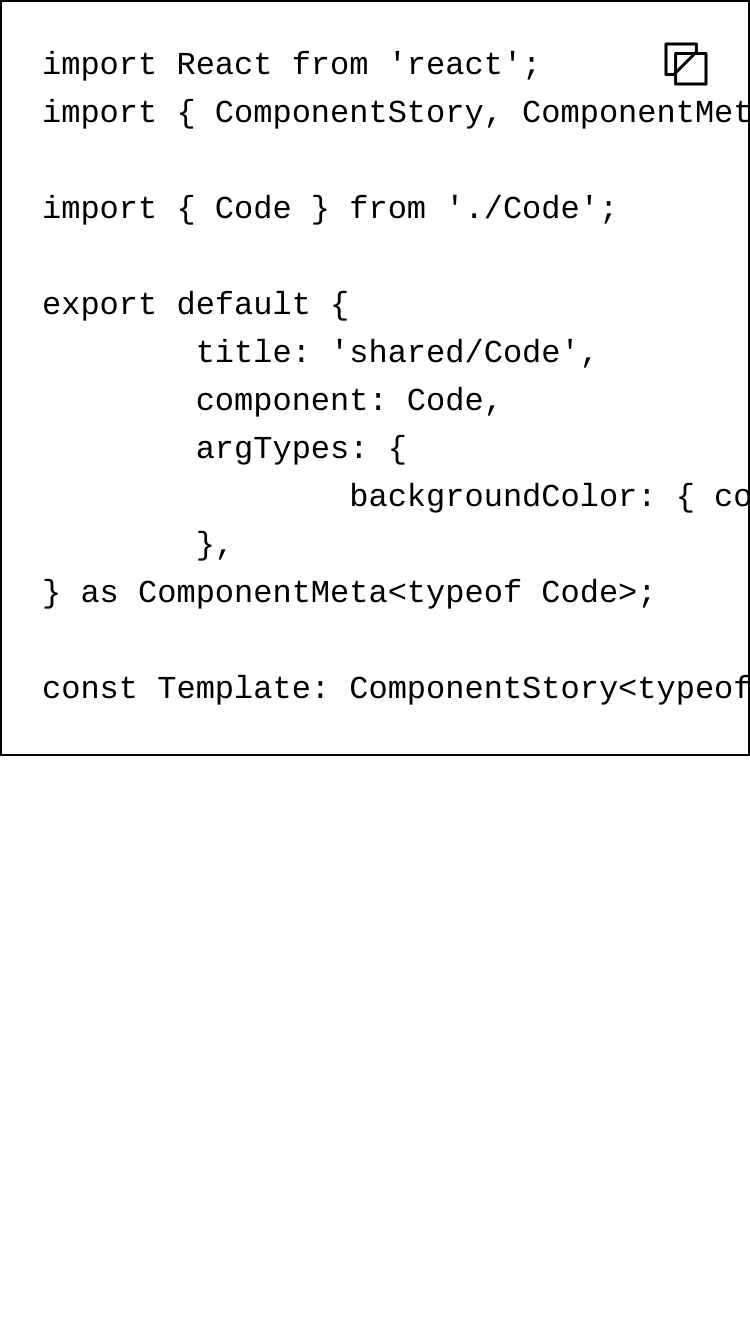 import React from 'react';
import { ComponentStory, ComponentMet
import { Code } from './Code';
export default {
title: 'shared/Code',
component: Code,
argTypes: {
backgroundColor: { co
},
} as ComponentMeta<typeof Code>;
const Template: ComponentStory<typeof